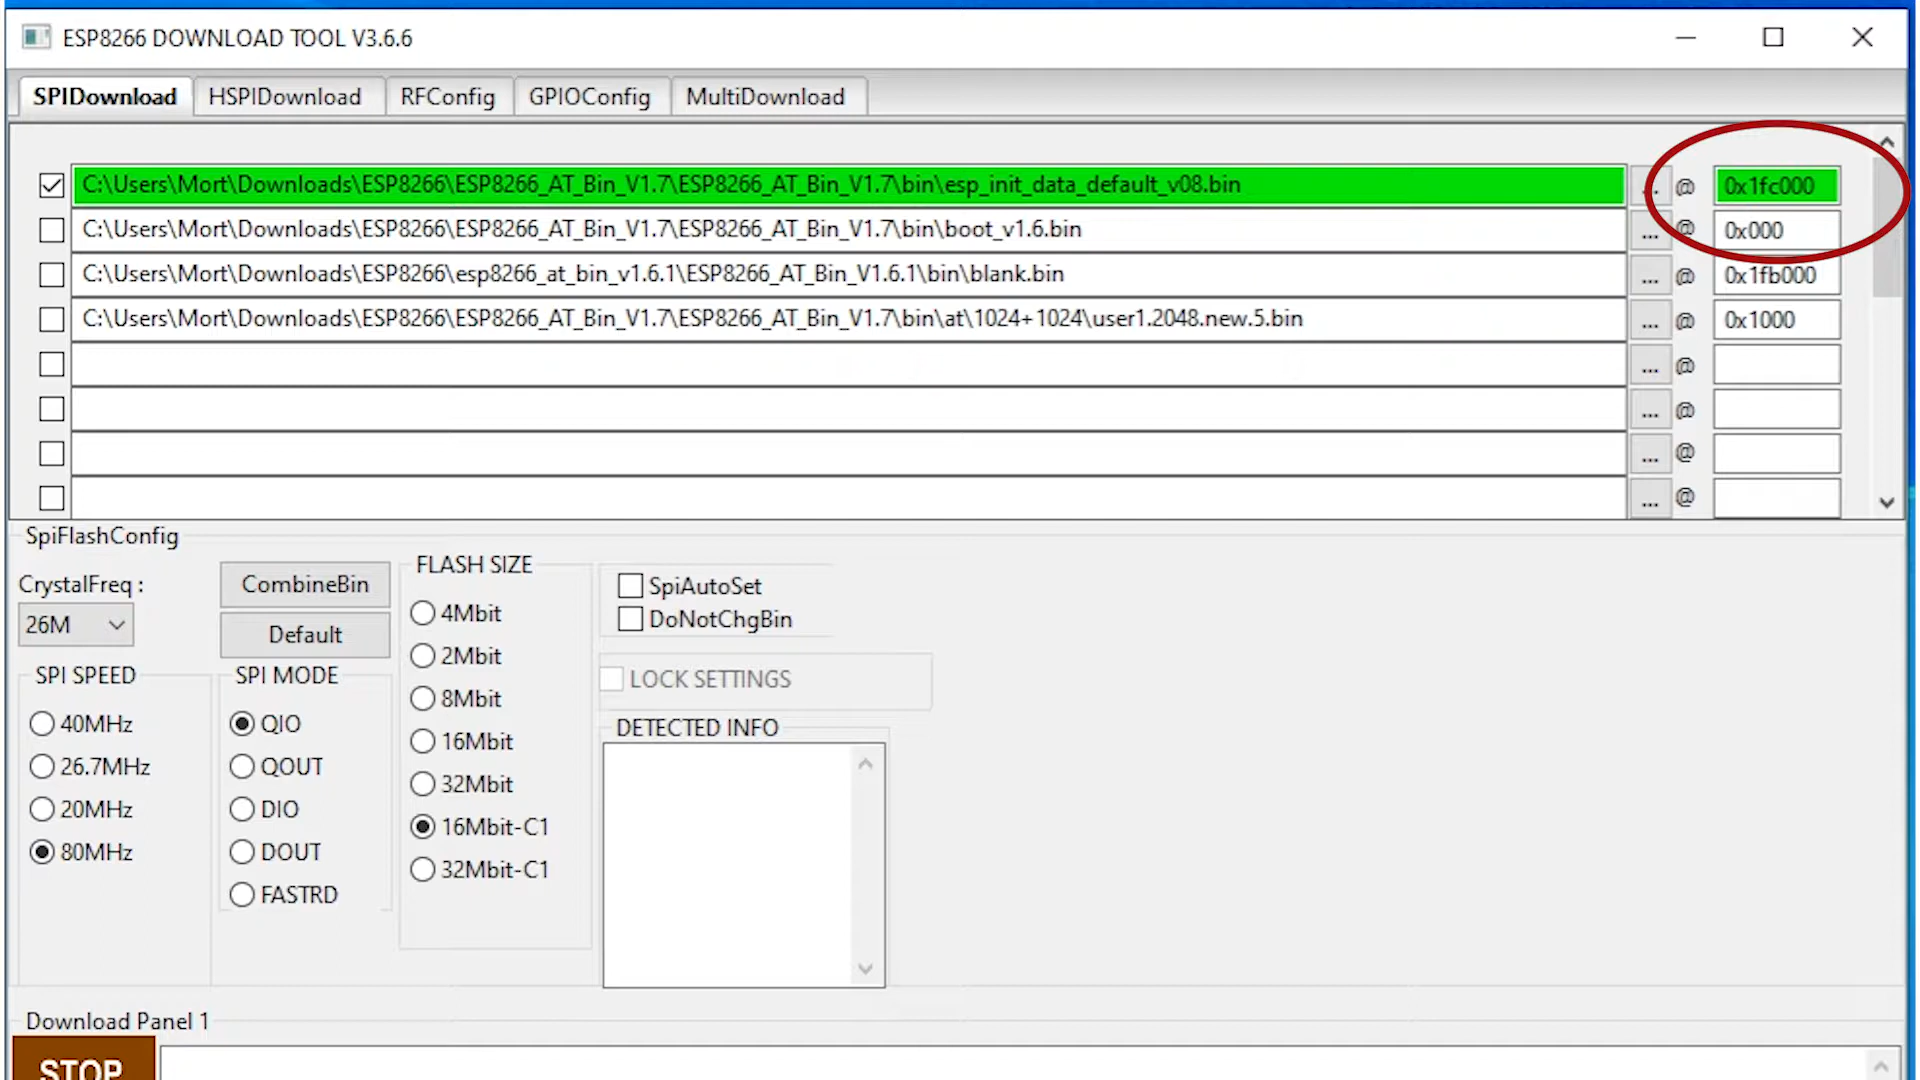 ESP8266 DOWNLOAD TOOL V3.6.6
SPIDownload HSPIDownload RFConfig GPIOConfig MultiDownload
C:\Users\Mort\Downloads\ESP8266\ESP8266_AT_Bin_V1.7\ESP8266_AT_Bin_V1.7\bin\esp_init_data_default_v08.bin ... @ 0x1fc000
C:\Users\Mort\Downloads\ESP8266\ESP8266_AT_Bin_V1.7\ESP8266_AT_Bin_V1.7\bin\boot_v1.6.bin ... @ 0x000
C:\Users\Mort\Downloads\ESP8266\esp8266_at_bin_v1.6.1\ESP8266_AT_Bin_V1.6.1\bin\blank.bin ... @ 0x1fb000
C:\Users\Mort\Downloads\ESP8266\ESP8266_AT_Bin_V1.7\ESP8266_AT_Bin_V1.7\bin\at\1024+1024\user1.2048.new.5.bin ... @ 0x1000
... @
... @
... @
... @
SpiFlashConfig
CrystalFreq :
26M
CombineBin
Default
SPI SPEED
40MHz
26.7MHz
20MHz
80MHz
SPI MODE
QIO
QOUT
DIO
DOUT
FASTRD
FLASH SIZE
4Mbit
2Mbit
8Mbit
16Mbit
32Mbit
16Mbit-C1
32Mbit-C1
SpiAutoSet
DoNotChgBin
LOCK SETTINGS
DETECTED INFO
Download Panel 1
STOP